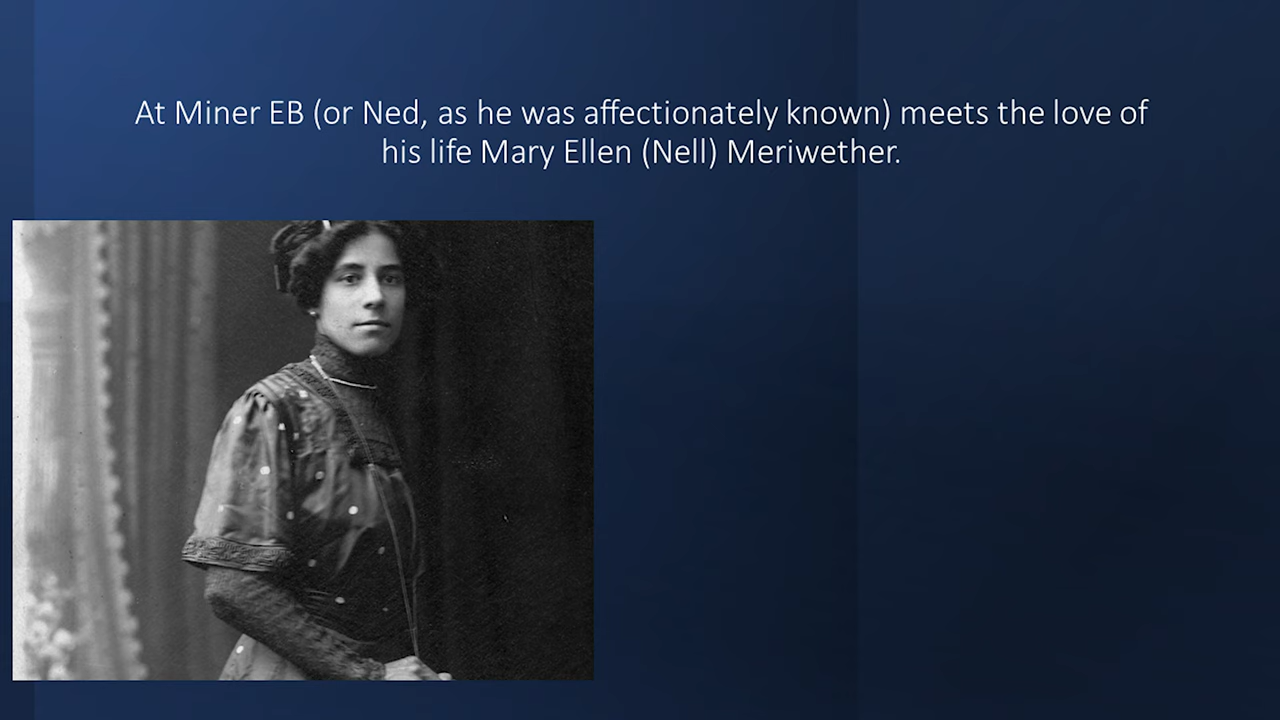 At Miner EB (or Ned, as he was affectionately known) meets the love of
his life Mary Ellen (Nell) Meriwether.